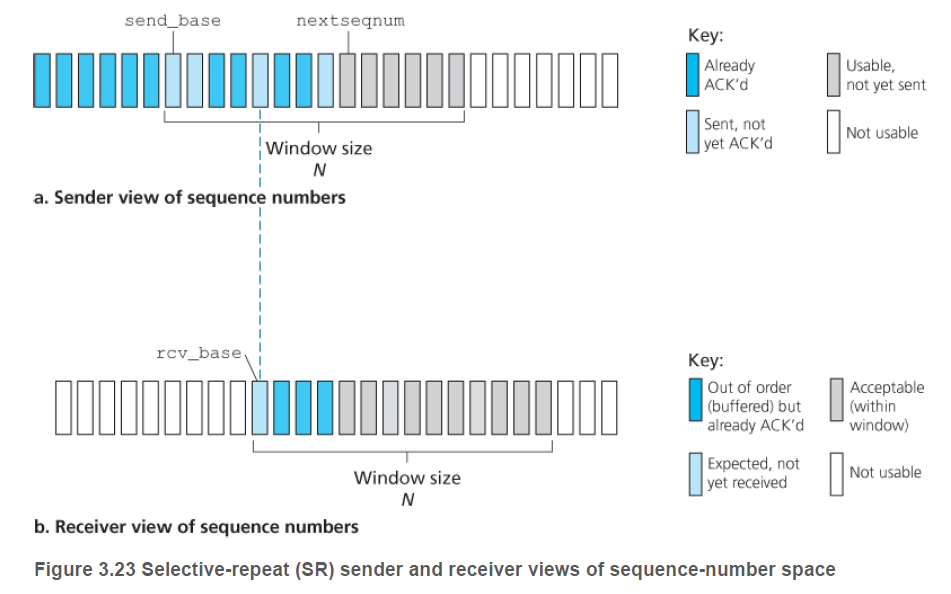 send_base
nextseqnum
Key:
Already
ACK'd
Usable,
not yet sent
Sent, not
yet ACK'd
Not usable
Window size
N
a. Sender view of sequence numbers
rcv_base
Key:
Out of order
(buffered) but
already ACK'd
Acceptable
(within
window)
Expected, not
yet received
Not usable
Window size
N
b. Receiver view of sequence numbers
Figure 3.23 Selective-repeat (SR) sender and receiver views of sequence-number space